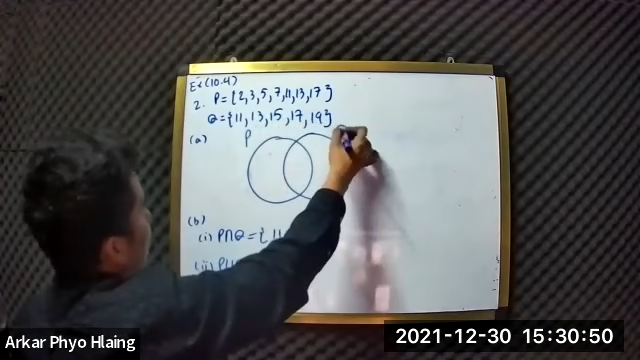 Ex (10.4)
2. P = {2,3,5,7,11,13,17}
Q = {11, 13, 15, 17, 19}
(a)
P
(b)
(i) P∩Q = { 11
(ii) P
Arkar Phyo Hlaing
2021-12-30 15:30:50